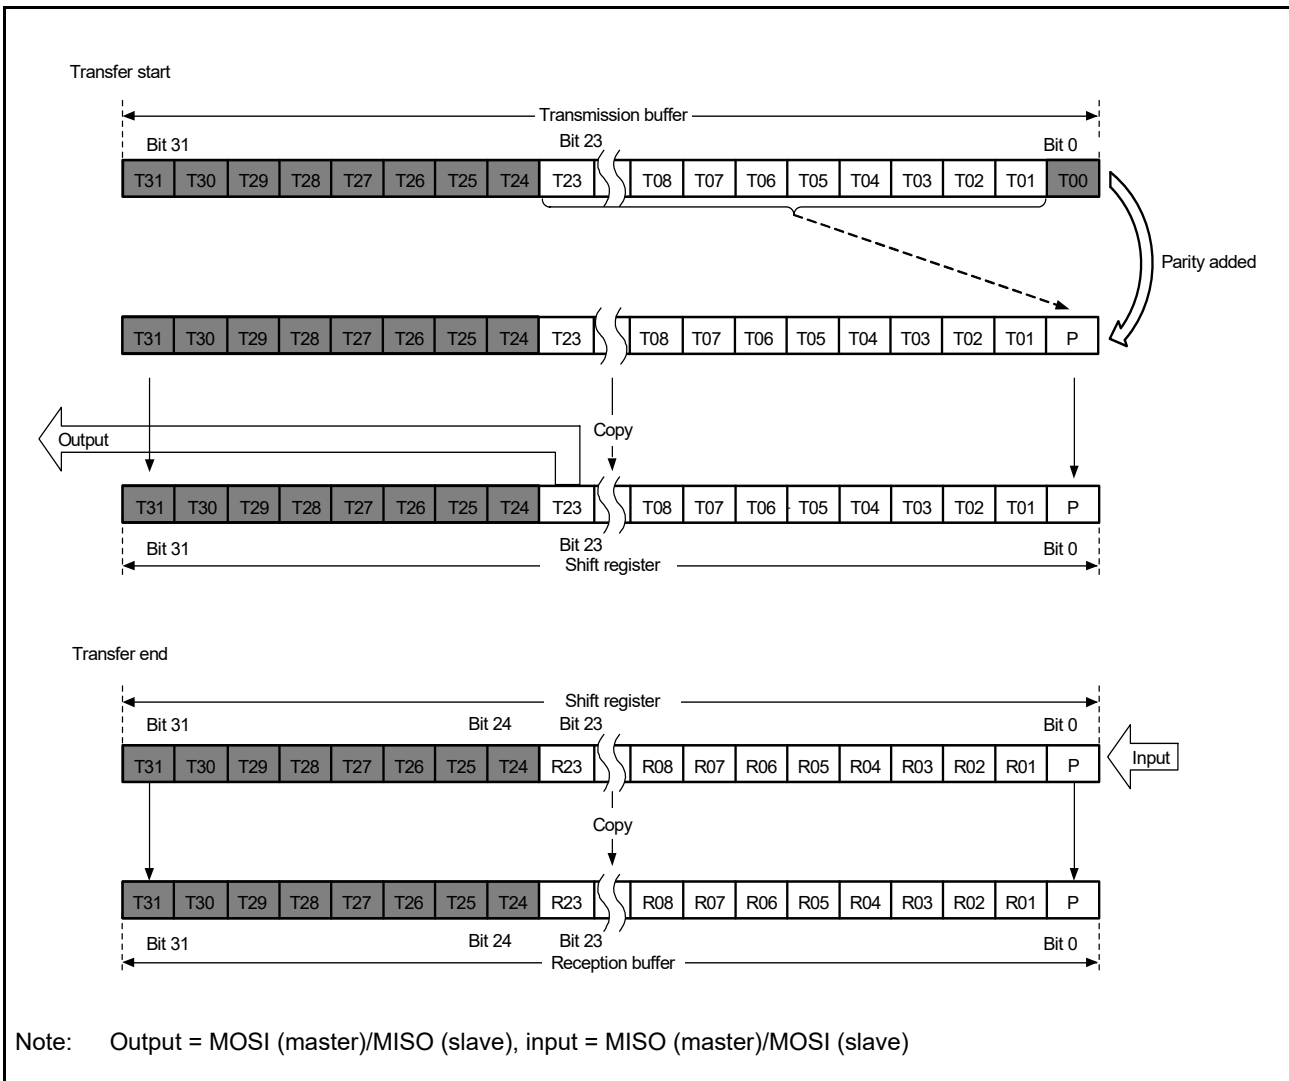 Transfer start
Transmission buffer
Bit 31 Bit 23 Bit 0
T31 T30 T29 T28 T27 T26 T25 T24 T23 T08 T07 T06 T05 T04 T03 T02 T01 T00
Parity added
T31 T30 T29 T28 T27 T26 T25 T24 T23 T08 T07 T06 T05 T04 T03 T02 T01 P
Copy
Output
T31 T30 T29 T28 T27 T26 T25 T24 T23 T08 T07 T06 T05 T04 T03 T02 T01 P
Bit 31 Bit 23 Bit 0
Shift register
Transfer end
Shift register
Bit 31 Bit 24 Bit 23 Bit 0
T31 T30 T29 T28 T27 T26 T25 T24 R23 R08 R07 R06 R05 R04 R03 R02 R01 P
Input
Copy
T31 T30 T29 T28 T27 T26 T25 T24 R23 R08 R07 R06 R05 R04 R03 R02 R01 P
Bit 31 Bit 24 Bit 23 Bit 0
Reception buffer
Note: Output = MOSI (master)/MISO (slave), input = MISO (master)/MOSI (slave)